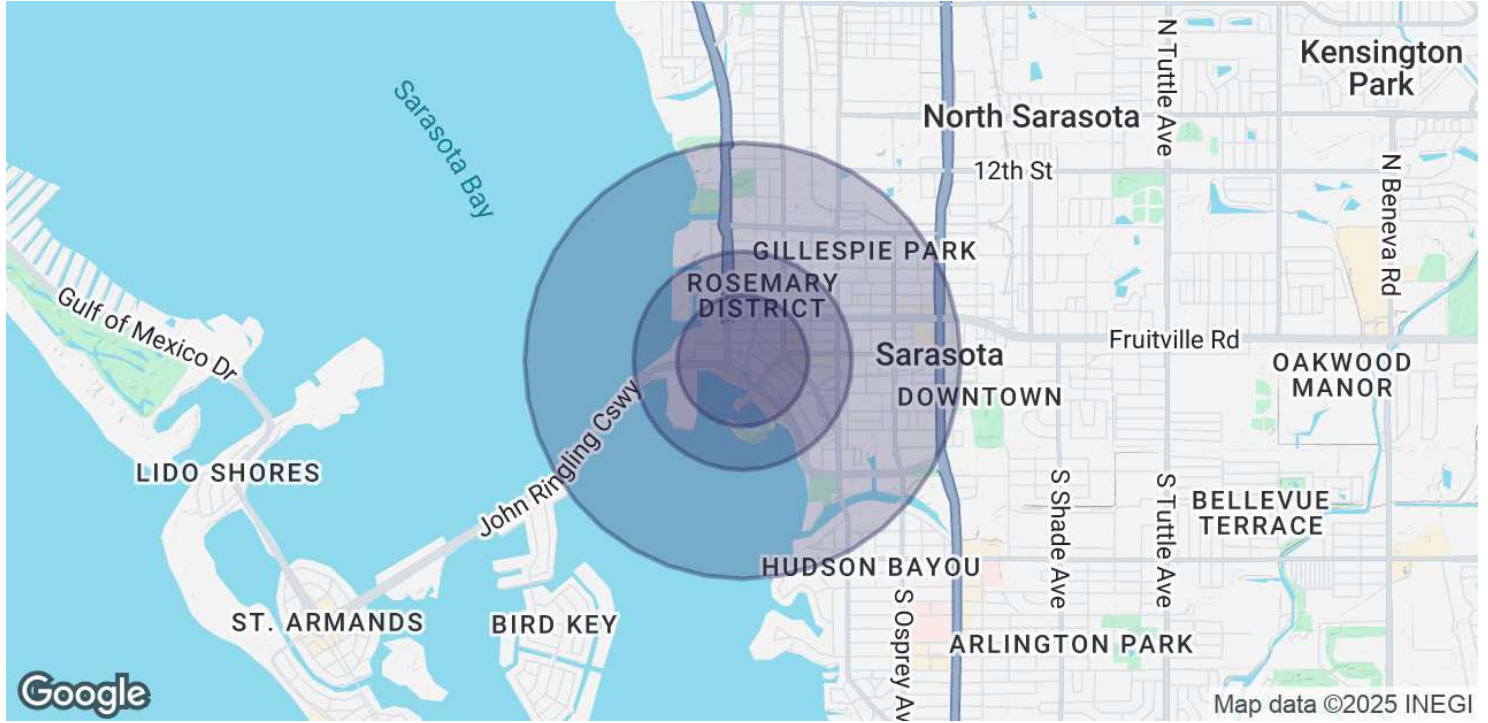 Kensington
Park
N Tuttle Ave
Sarasota Bay
North Sarasota
12th St
N Beneva Rd
GILLESPIE PARK
ROSEMARY
DISTRICT
Gulf of Mexico Dr
Fruitville Rd
Sarasota
DOWNTOWN
OAKWOOD
MANOR
John Ringling Cswy
LIDO SHORES
S Shade Ave
S Tuttle Ave
BELLEVUE
TERRACE
HUDSON BAYOU
ST. ARMANDS
BIRD KEY
S Osprey Av
ARLINGTON PARK
Google
Map data ©2025 INEGI